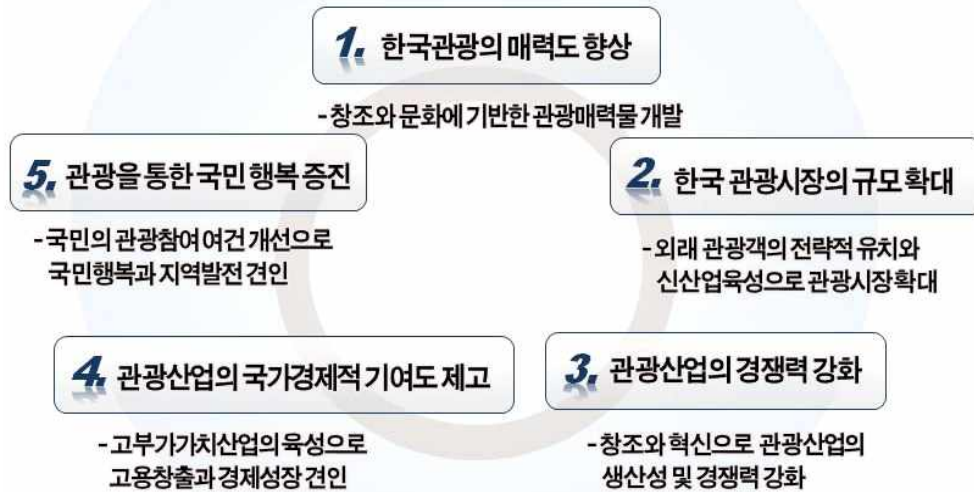 1. 한국관광의 매력도 향상
- 창조와 문화에 기반한 관광매력물 개발
2. 한국 관광시장의 규모 확대
- 외래 관광객의 전략적 유치와
신산업육성으로 관광시장 확대
3. 관광산업의 경쟁력 강화
- 창조와 혁신으로 관광산업의
생산성 및 경쟁력 강화
4. 관광산업의 국가경제적 기여도 제고
- 고부가가치산업의 육성으로
고용창출과 경제성장 견인
5. 관광을 통한 국민 행복 증진
- 국민의 관광참여 여건 개선으로
국민행복과 지역발전 견인